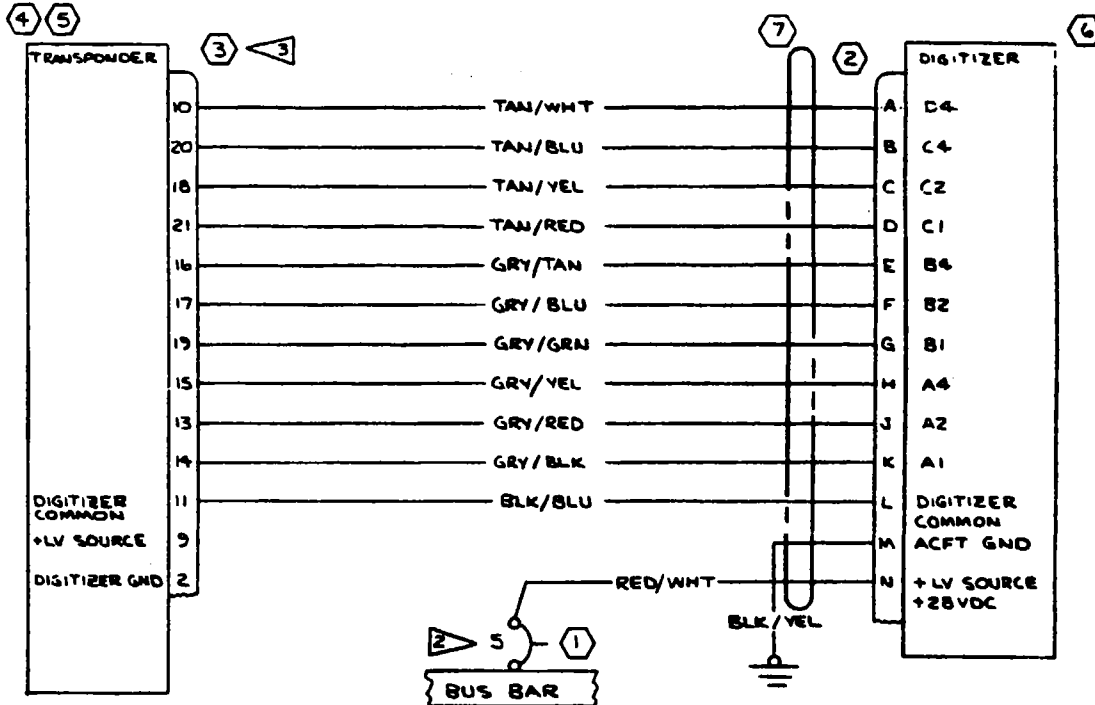 4 5
TRANSPONDER
3 3
7
2
DIGITIZER
6
10 TAN/WHT A D4
20 TAN/BLU B C4
18 TAN/YEL C C2
21 TAN/RED D C1
16 GRY/TAN E B4
17 GRY/BLU F B2
19 GRY/GRN G B1
15 GRY/YEL H A4
13 GRY/RED J A2
14 GRY/BLK K A1
DIGITIZER COMMON 11 BLK/BLU L DIGITIZER COMMON
+LV SOURCE 9 M ACFT GND
DIGITIZER GND 2 RED/WHT N +LV SOURCE
+28VDC
BLK/YEL
2 5 1
BUS BAR